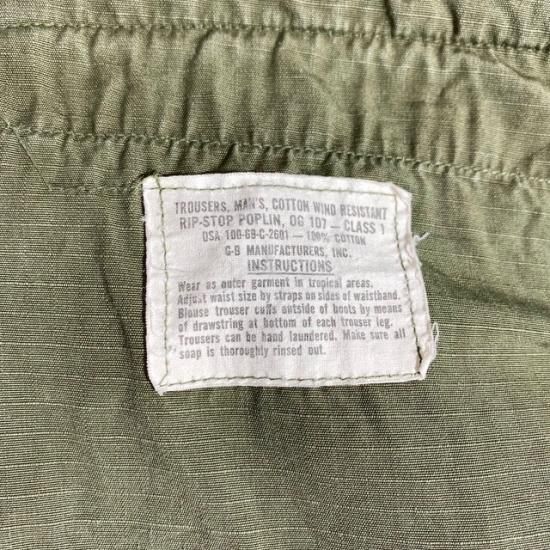 TROUSERS, MAN'S, COTTON WIND RESISTANT
RIP-STOP POPLIN, OG 107 — CLASS 1
DSA 100-69-C-2601 — 100% COTTON
G-B MANUFACTURERS, INC.
INSTRUCTIONS
Wear as outer garment in tropical areas.
Adjust waist size by straps on sides of waistband.
Blouse trouser cuffs outside of boots by means
of drawstring at bottom of each trouser leg.
Trousers can be hand laundered. Make sure all
soap is thoroughly rinsed out.